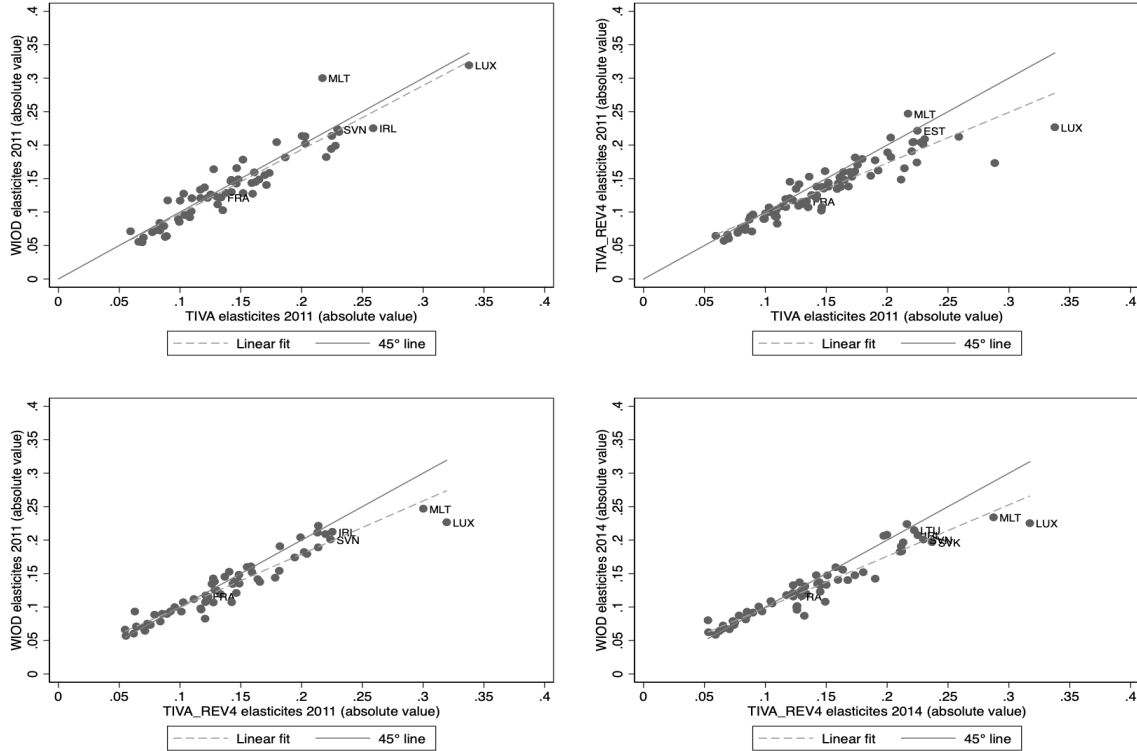 WIOD elasticites 2011 (absolute value)
.4
.35
.3
.25
.2
.15
.1
.05
0
MLT
LUX
SVN
IRL
FRA
0 .05 .1 .15 .2 .25 .3 .35 .4
TIVA elasticites 2011 (absolute value)
Linear fit 45° line
TIVA_REV4 elasticites 2011 (absolute value)
.4
.35
.3
.25
.2
.15
.1
.05
0
MLT
EST
LUX
FRA
0 .05 .1 .15 .2 .25 .3 .35 .4
TIVA elasticites 2011 (absolute value)
Linear fit 45° line
WIOD elasticites 2011 (absolute value)
.4
.35
.3
.25
.2
.15
.1
.05
0
MLT
LUX
IRL
SVN
FRA
0 .05 .1 .15 .2 .25 .3 .35 .4
TIVA_REV4 elasticites 2011 (absolute value)
Linear fit 45° line
WIOD elasticites 2014 (absolute value)
.4
.35
.3
.25
.2
.15
.1
.05
0
MLT
LUX
LTU
SVN
SVK
0 .05 .1 .15 .2 .25 .3 .35 .4
TIVA_REV4 elasticites 2014 (absolute value)
Linear fit 45° line